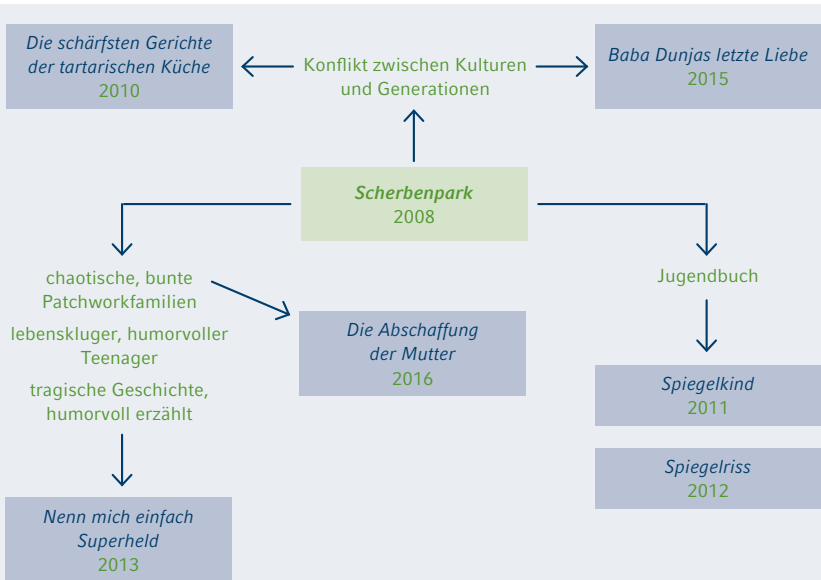 Die schärfsten Gerichte
der tartarischen Küche
2010
Konflikt zwischen Kulturen
und Generationen
Baba Dunjas letzte Liebe
2015
Scherbenpark
2008
chaotische, bunte
Patchworkfamilien
lebenskluger, humorvoller
Teenager
tragische Geschichte,
humorvoll erzählt
Die Abschaffung
der Mutter
2016
Jugendbuch
Spiegelkind
2011
Spiegelriss
2012
Nenn mich einfach
Superheld
2013